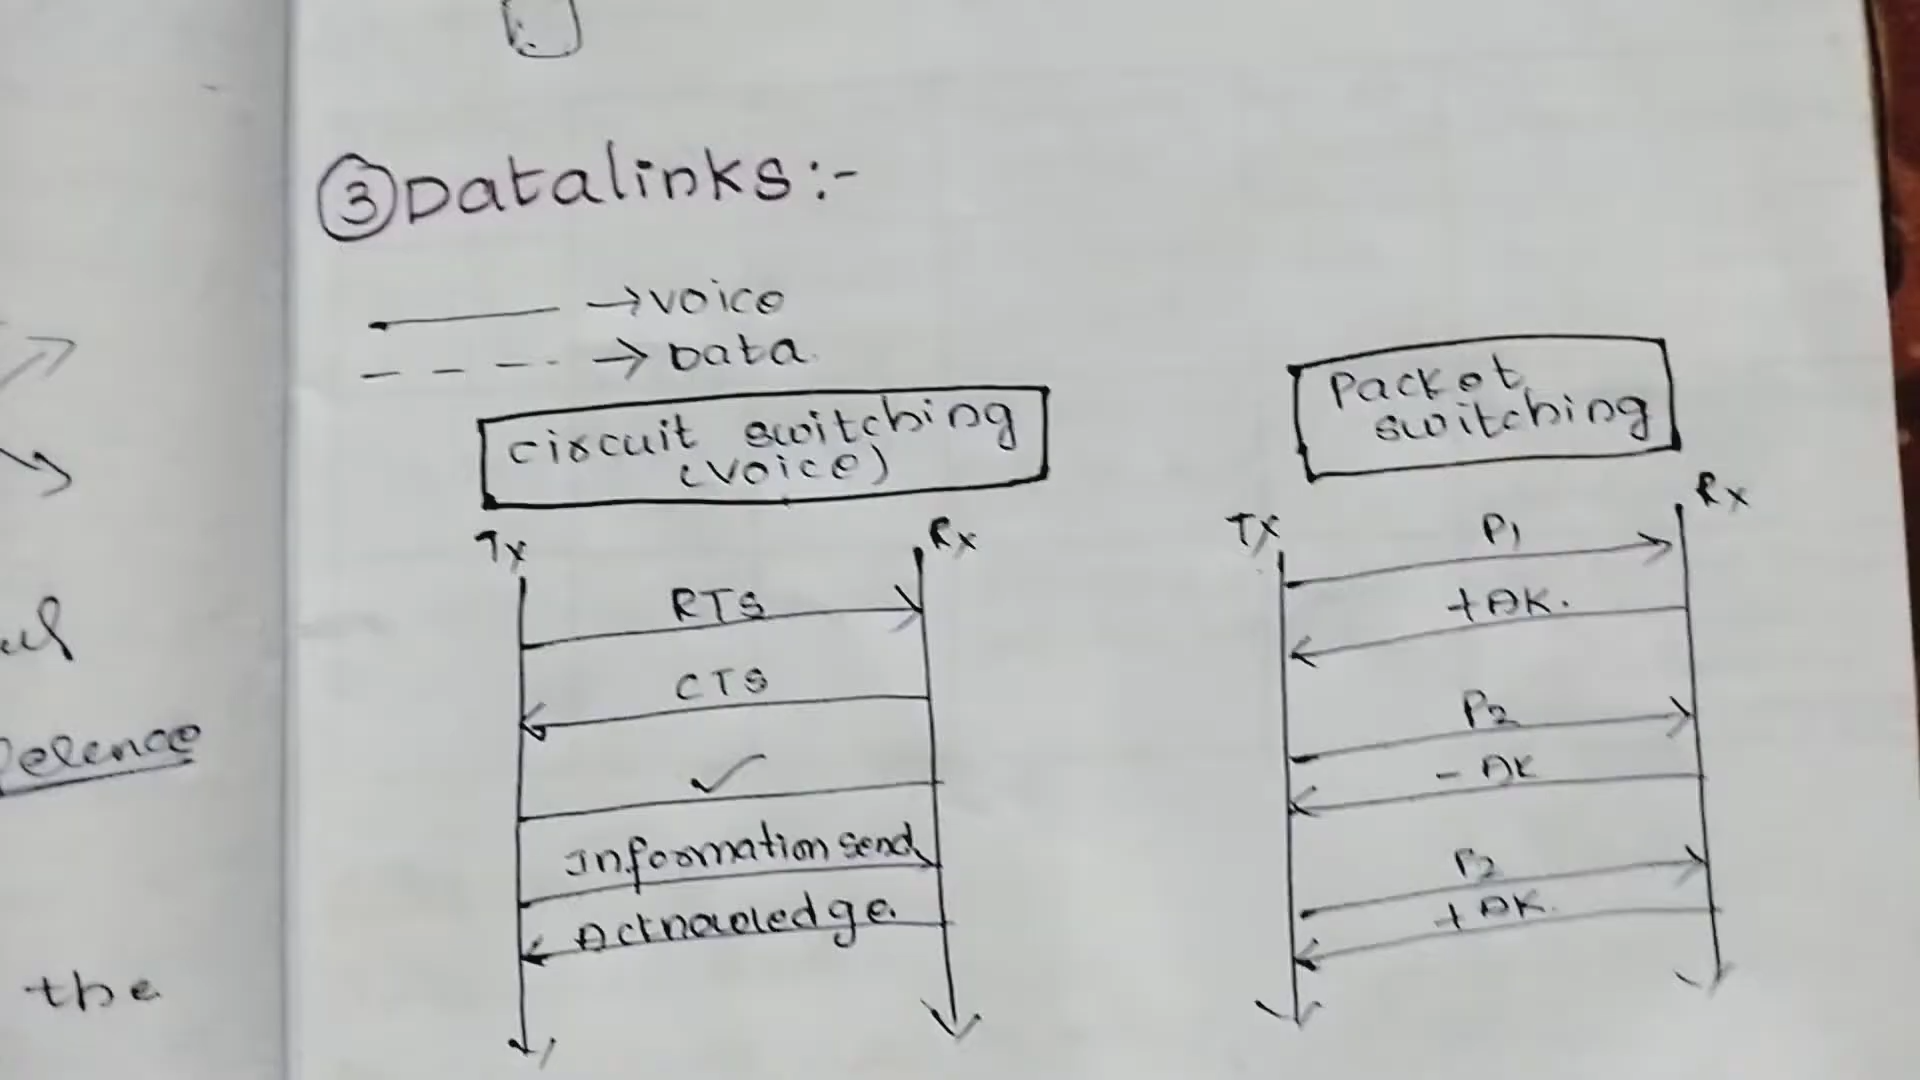 ③ Datalinks:-
→ voice
→ Data.
circuit switching
(voice)
Tx
Rx
RTS
CTS
✓
Information send
Acknowledge.
Packet
switching
Tx
Rx
P1
+AK.
P2
- AK
P2
+AK.
the